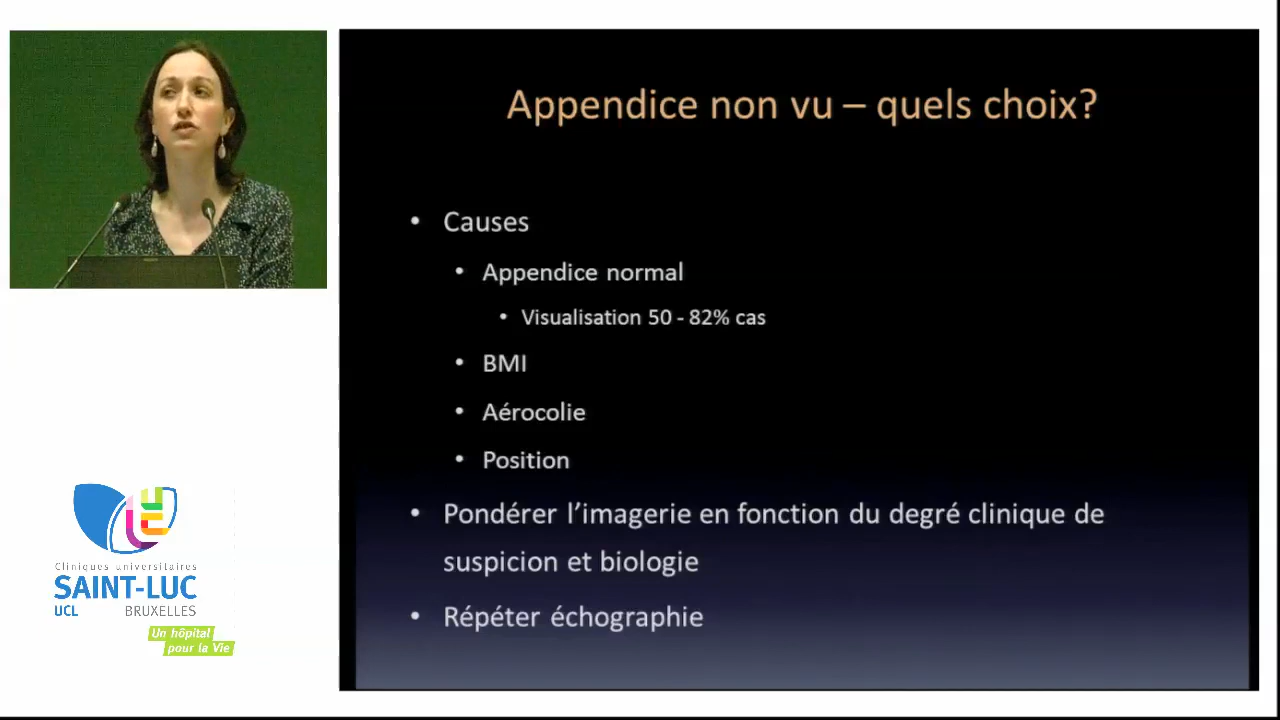 Appendice non vu – quels choix?
• Causes
• Appendice normal
• Visualisation 50 - 82% cas
• BMI
• Aérocolie
• Position
• Pondérer l'imagerie en fonction du degré clinique de
suspicion et biologie
• Répéter échographie
Cliniques universitaires
SAINT-LUC
UCL BRUXELLES
Un hôpital
pour la Vie